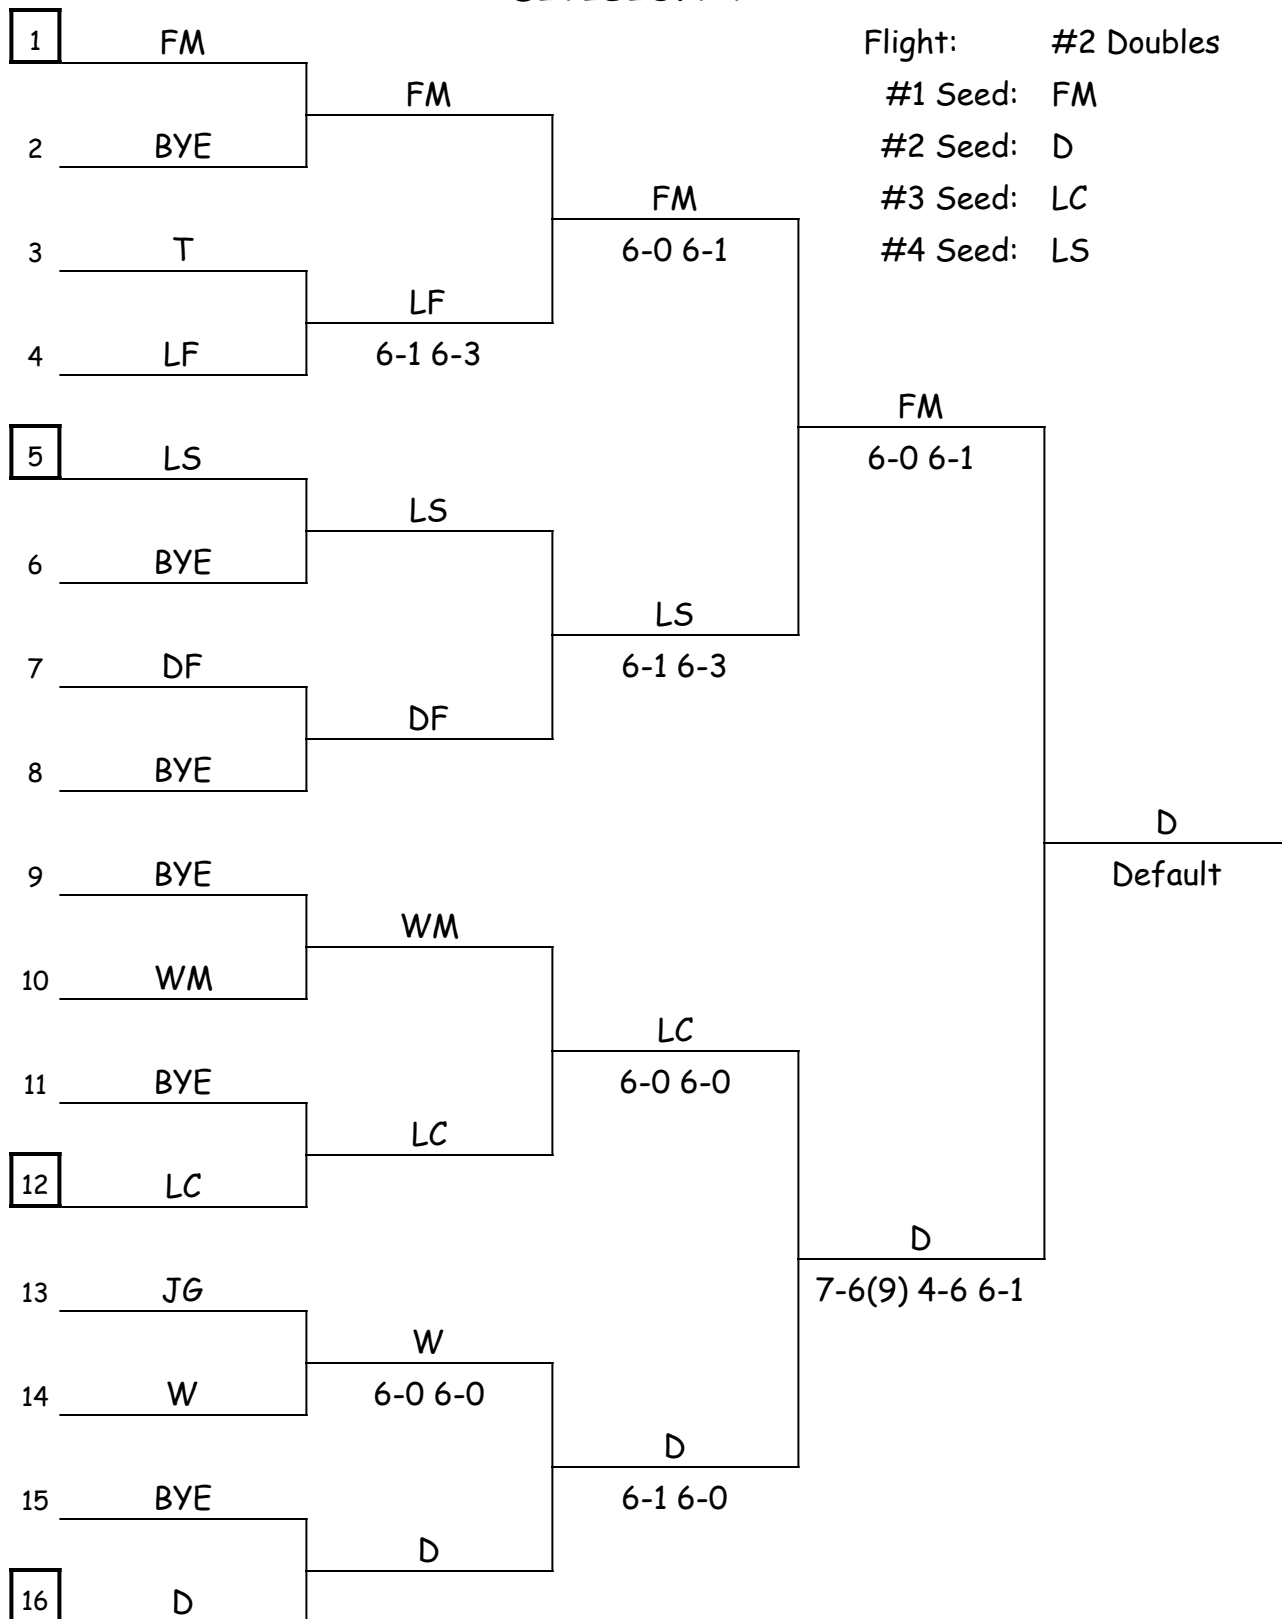 1 FM Flight: #2 Doubles
FM #1 Seed: FM
2 BYE #2 Seed: D
FM #3 Seed: LC
3 T 6-0 6-1 #4 Seed: LS
LF
4 LF 6-1 6-3
FM
5 LS 6-0 6-1
LS
6 BYE
LS
7 DF 6-1 6-3
DF
8 BYE
D
9 BYE Default
WM
10 WM
LC
11 BYE 6-0 6-0
LC
12 LC
D
13 JG 7-6(9) 4-6 6-1
W
14 W 6-0 6-0
D
15 BYE 6-1 6-0
D
16 D